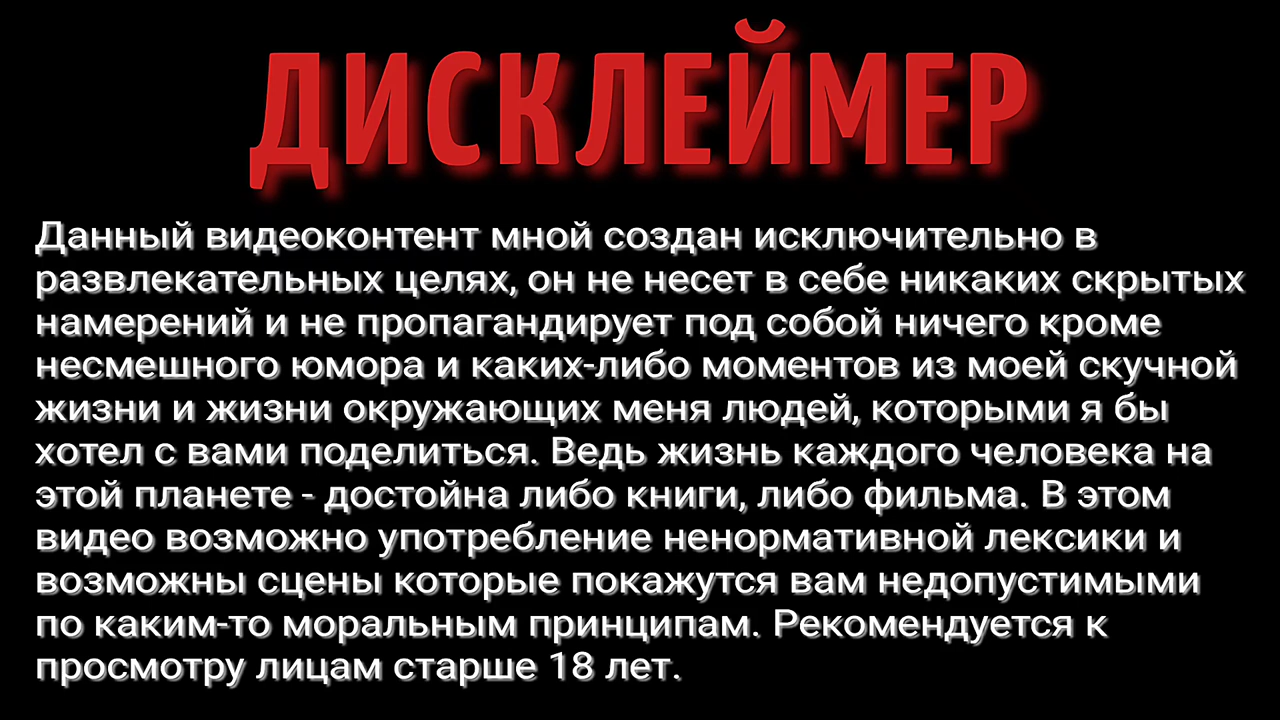 ДИСКЛЕЙМЕР
Данный видеоконтент мной создан исключительно в
развлекательных целях, он не несет в себе никаких скрытых
намерений и не пропагандирует под собой ничего кроме
несмешного юмора и каких-либо моментов из моей скучной
жизни и жизни окружающих меня людей, которыми я бы
хотел с вами поделиться. Ведь жизнь каждого человека на
этой планете - достойна либо книги, либо фильма. В этом
видео возможно употребление ненормативной лексики и
возможны сцены которые покажутся вам недопустимыми
по каким-то моральным принципам. Рекомендуется к
просмотру лицам старше 18 лет.